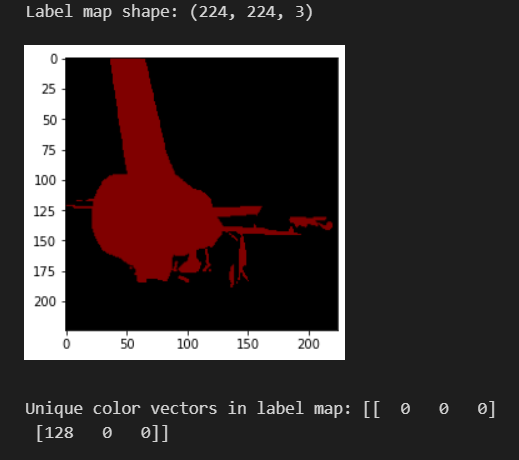 Label map shape: (224, 224, 3)
0
25
50
75
100
125
150
175
200
0 50 100 150 200
Unique color vectors in label map: [[  0   0   0]
 [128   0   0]]